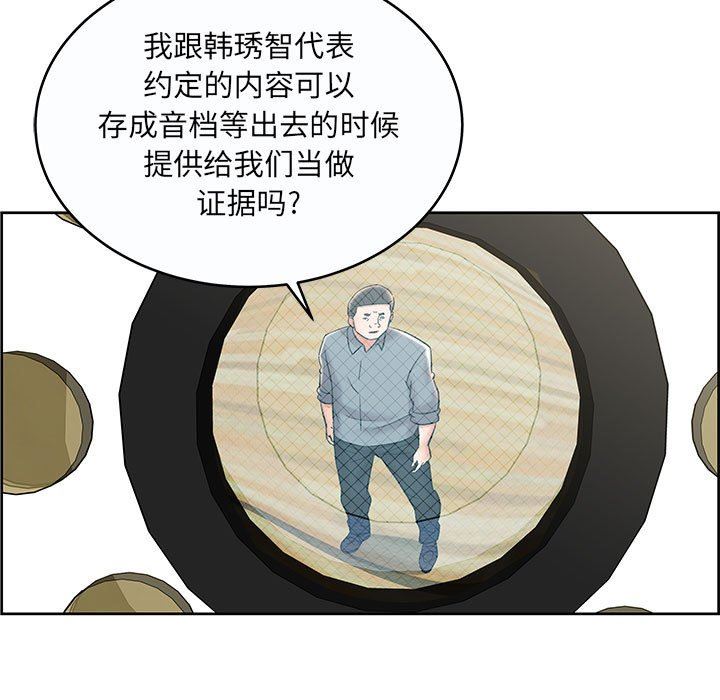 我跟韩琇智代表
约定的内容可以
存成音档等出去的时候
提供给我们当做
证据吗?